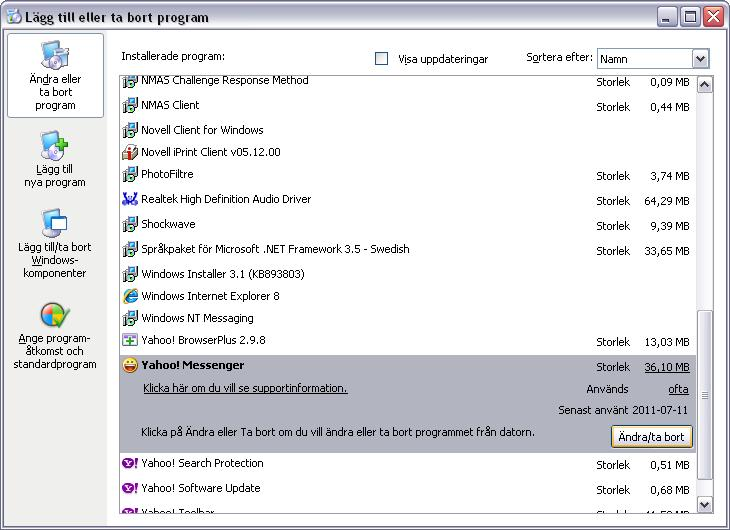 Lägg till eller ta bort program
Ändra eller
ta bort
program
Lägg till
nya program
Lägg till/ta bort
Windows-
komponenter
Ange program-
åtkomst och
standardprogram
Installerade program:
Visa uppdateringar
Sortera efter:
Namn
NMAS Challenge Response Method Storlek 0,09 MB
NMAS Client Storlek 0,44 MB
Novell Client for Windows
Novell iPrint Client v05.12.00
PhotoFiltre Storlek 3,74 MB
Realtek High Definition Audio Driver Storlek 64,29 MB
Shockwave Storlek 9,39 MB
Språkpaket för Microsoft .NET Framework 3.5 - Swedish Storlek 33,65 MB
Windows Installer 3.1 (KB893803)
Windows Internet Explorer 8
Windows NT Messaging
Yahoo! BrowserPlus 2.9.8 Storlek 13,03 MB
Yahoo! Messenger Storlek 36,10 MB
Klicka här om du vill se supportinformation. Används ofta
Senast använt 2011-07-11
Klicka på Ändra eller Ta bort om du vill ändra eller ta bort programmet från datorn. Ändra/ta bort
Yahoo! Search Protection Storlek 0,51 MB
Yahoo! Software Update Storlek 0,68 MB
Yahoo! Toolbar Storlek